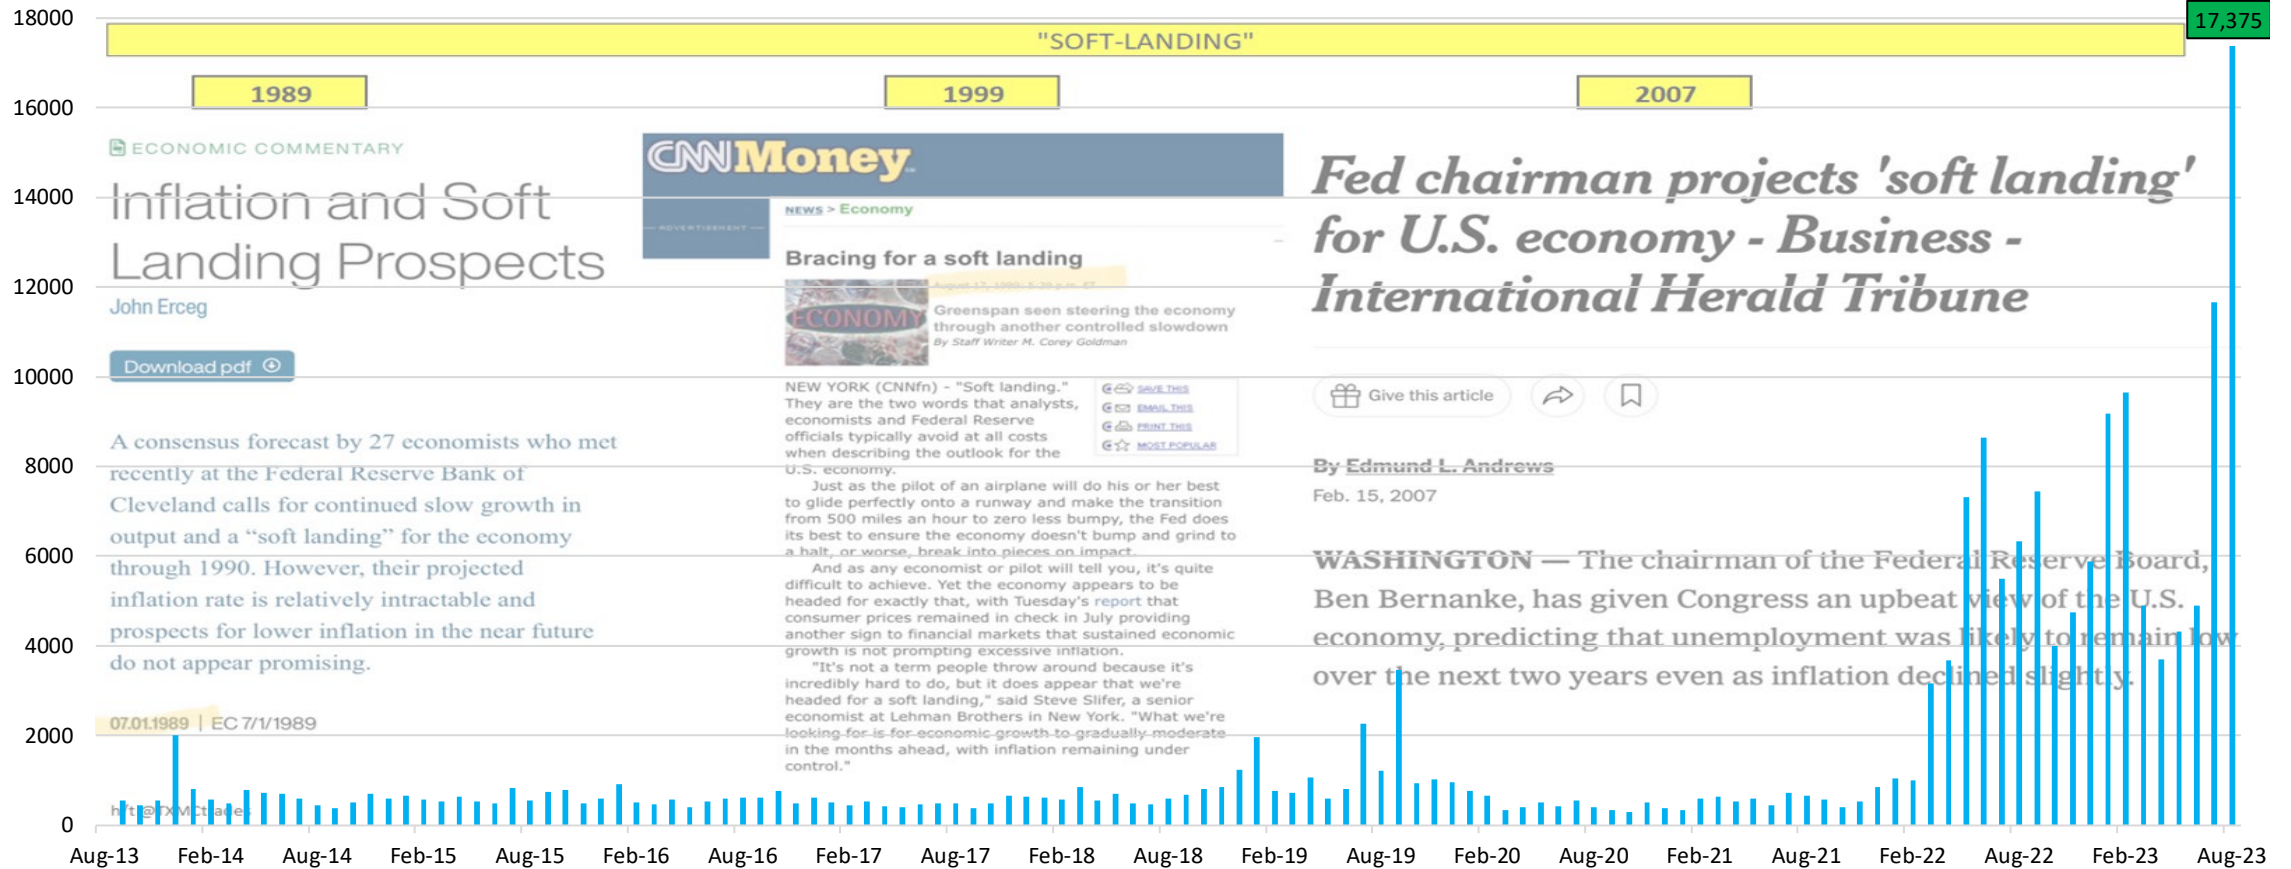 18000
16000
14000
12000
10000
8000
6000
4000
2000
0
17,375
"SOFT-LANDING"
1989
1999
2007
ECONOMIC COMMENTARY
Inflation and Soft
Landing Prospects
John Erceg
Download pdf
A consensus forecast by 27 economists who met
recently at the Federal Reserve Bank of
Cleveland calls for continued slow growth in
output and a “soft landing” for the economy
through 1990. However, their projected
inflation rate is relatively intractable and
prospects for lower inflation in the near future
do not appear promising.
07.01.1989 | EC 7/1/1989
h/t @TXMCtrades
CNNMoney
ADVERTISEMENT
NEWS > Economy
Bracing for a soft landing
August 17, 1999: 5:29 p.m. ET
ECONOMY
Greenspan seen steering the economy
through another controlled slowdown
By Staff Writer M. Corey Goldman
NEW YORK (CNNfn) - "Soft landing."
They are the two words that analysts,
economists and Federal Reserve
officials typically avoid at all costs
when describing the outlook for the
U.S. economy.
SAVE THIS
EMAIL THIS
PRINT THIS
MOST POPULAR
Just as the pilot of an airplane will do his or her best
to glide perfectly onto a runway and make the transition
from 500 miles an hour to zero less bumpy, the Fed does
its best to ensure the economy doesn't bump and grind to
a halt, or worse, break into pieces on impact.
And as any economist or pilot will tell you, it's quite
difficult to achieve. Yet the economy appears to be
headed for exactly that, with Tuesday's report that
consumer prices remained in check in July providing
another sign to financial markets that sustained economic
growth is not prompting excessive inflation.
"It's not a term people throw around because it's
incredibly hard to do, but it does appear that we're
headed for a soft landing," said Steve Slifer, a senior
economist at Lehman Brothers in New York. "What we're
looking for is for economic growth to gradually moderate
in the months ahead, with inflation remaining under
control."
Fed chairman projects 'soft landing'
for U.S. economy - Business -
International Herald Tribune
Give this article
By Edmund L. Andrews
Feb. 15, 2007
WASHINGTON — The chairman of the Federal Reserve Board,
Ben Bernanke, has given Congress an upbeat view of the U.S.
economy, predicting that unemployment was likely to remain low
over the next two years even as inflation declined slightly.
Aug-13 Feb-14 Aug-14 Feb-15 Aug-15 Feb-16 Aug-16 Feb-17 Aug-17 Feb-18 Aug-18 Feb-19 Aug-19 Feb-20 Aug-20 Feb-21 Aug-21 Feb-22 Aug-22 Feb-23 Aug-23